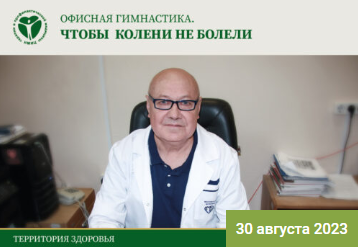 ОФИСНАЯ ГИМНАСТИКА.
ЧТОБЫ КОЛЕНИ НЕ БОЛЕЛИ
30 августа 2023
ТЕРРИТОРИЯ ЗДОРОВЬЯ